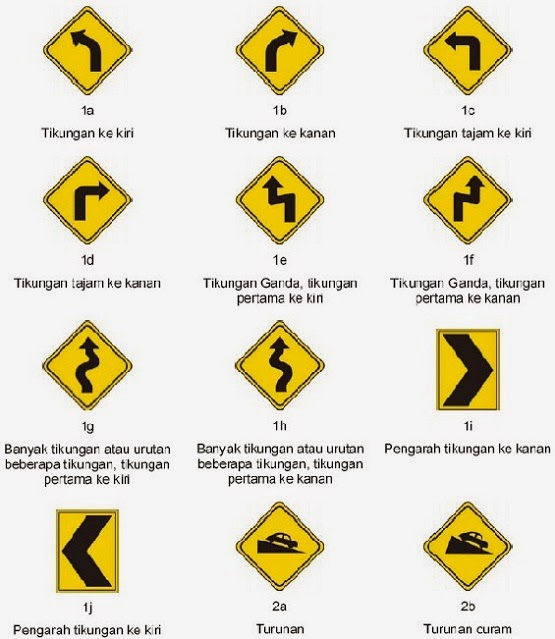 1a
Tikungan ke kiri
1b
Tikungan ke kanan
1c
Tikungan tajam ke kiri
1d
Tikungan tajam ke kanan
1e
Tikungan Ganda, tikungan
pertama ke kiri
1f
Tikungan Ganda, tikungan
pertama ke kanan
1g
Banyak tikungan atau urutan
beberapa tikungan, tikungan
pertama ke kiri
1h
Banyak tikungan atau urutan
beberapa tikungan, tikungan
pertama ke kanan
1i
Pengarah tikungan ke kanan
1j
Pengarah tikungan ke kiri
2a
Turunan
2b
Turunan curam